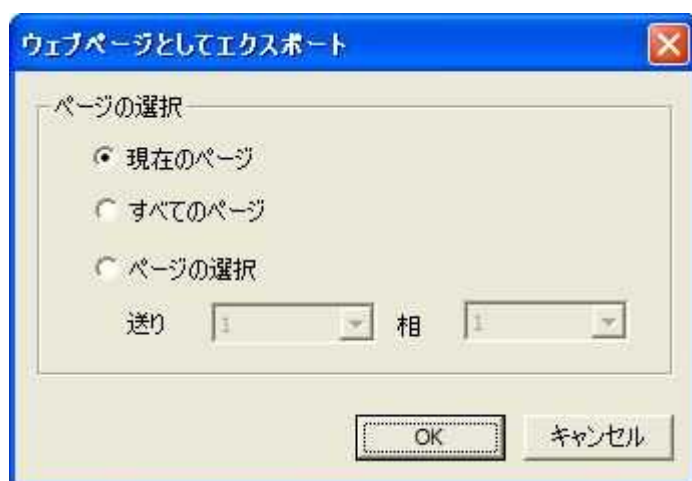 ウェブページとしてエクスポート
ページの選択
現在のページ
すべてのページ
ページの選択
送り 1 相 1
OK キャンセル